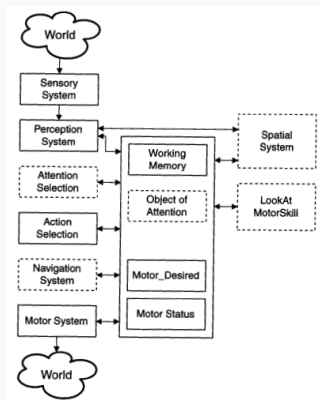 World
Sensory
System
Perception
System
Working
Memory
Spatial
System
Attention
Selection
Object of
Attention
LookAt
MotorSkill
Action
Selection
Navigation
System
Motor_Desired
Motor System
Motor Status
World